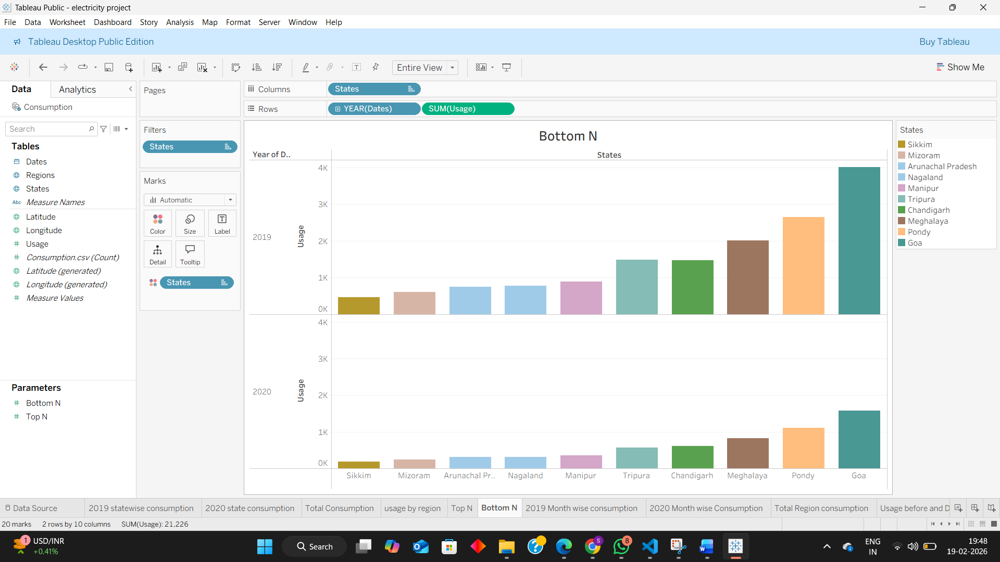 Tableau Public - electricity project
File Data Worksheet Dashboard Story Analysis Map Format Server Window Help
Tableau Desktop Public Edition
Buy Tableau
Entire View
Show Me
Data
Analytics
Consumption
Search
Tables
Dates
Regions
States
Abc Measure Names
Latitude
Longitude
Usage
Consumption.csv (Count)
Latitude (generated)
Longitude (generated)
Measure Values
Parameters
Bottom N
Top N
Pages
Filters
States
Marks
Automatic
Color
Size
Label
Detail
Tooltip
States
Columns
States
Rows
YEAR(Dates)
SUM(Usage)
Bottom N
Year of D..
States
2019
Usage
4K
3K
2K
1K
0K
2020
Usage
4K
3K
2K
1K
0K
Sikkim
Mizoram
Arunachal Pr..
Nagaland
Manipur
Tripura
Chandigarh
Meghalaya
Pondy
Goa
States
Sikkim
Mizoram
Arunachal Pradesh
Nagaland
Manipur
Tripura
Chandigarh
Meghalaya
Pondy
Goa
Data Source
2019 statewise consumption
2020 state consumption
Total Consumption
usage by region
Top N
Bottom N
2019 Month wise consumption
2020 Month wise Consumption
Total Region consumption
Usage before and D
20 marks
2 rows by 10 columns
SUM(Usage): 21,226
1
USD/INR
+0.41%
Search
S
8
ENG
IN
19:48
19-02-2026